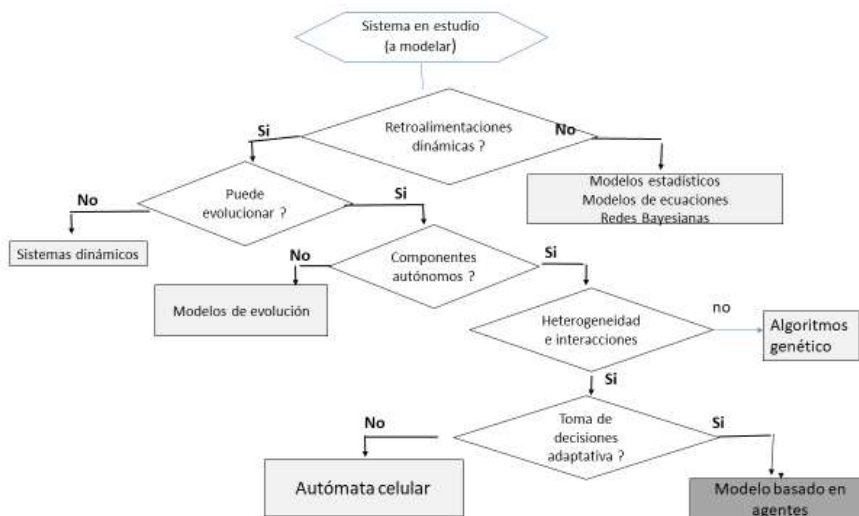 Sistema en estudio
(a modelar)
Si
Retroalimentaciones
dinámicas ?
No
Modelos estadísticos
Modelos de ecuaciones
Redes Bayesianas
No
Puede
evolucionar ?
Si
Sistemas dinámicos
No
Componentes
autónomos ?
Si
Modelos de evolución
Heterogeneidad
e interacciones
no
Algoritmos
genético
Si
No
Toma de
decisiones
adaptativa ?
Si
Autómata celular
Modelo basado en
agentes